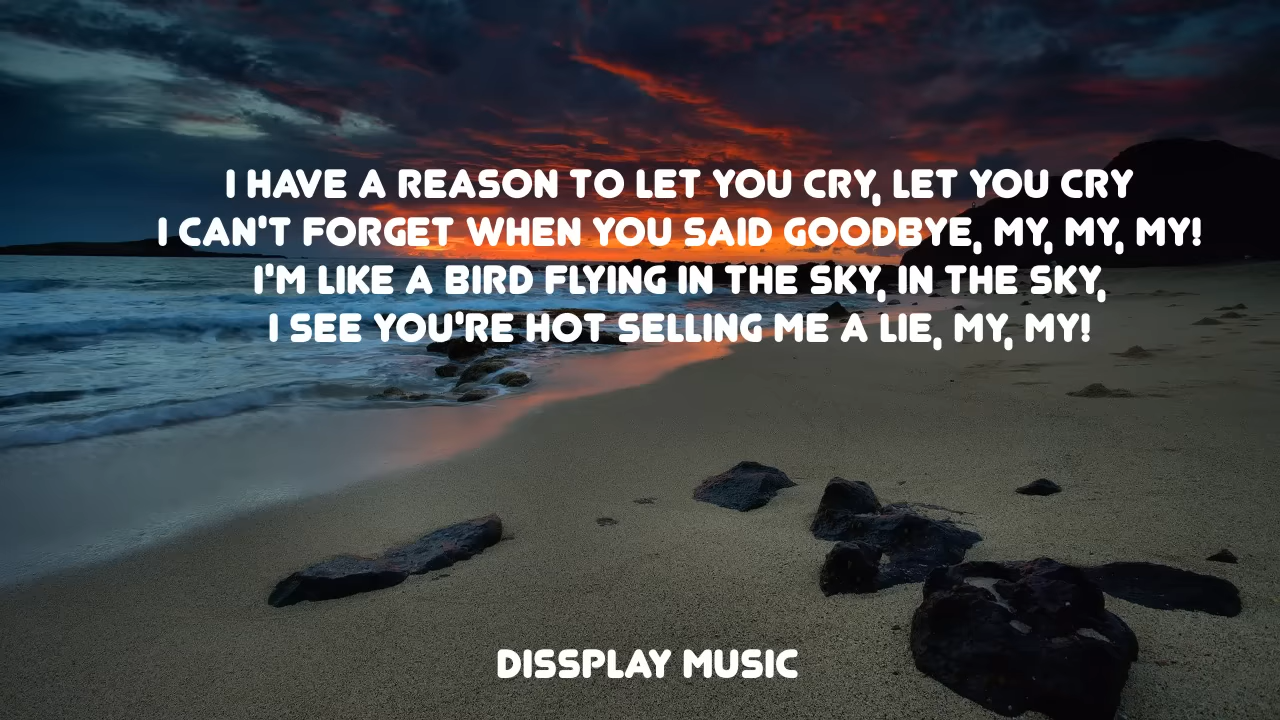 I HAVE A REASON TO LET YOU CRY, LET YOU CRY
I CAN'T FORGET WHEN YOU SAID GOODBYE, MY, MY, MY!
I'M LIKE A BIRD FLYING IN THE SKY, IN THE SKY,
I SEE YOU'RE HOT SELLING ME A LIE, MY, MY!
DISSPLAY MUSIC